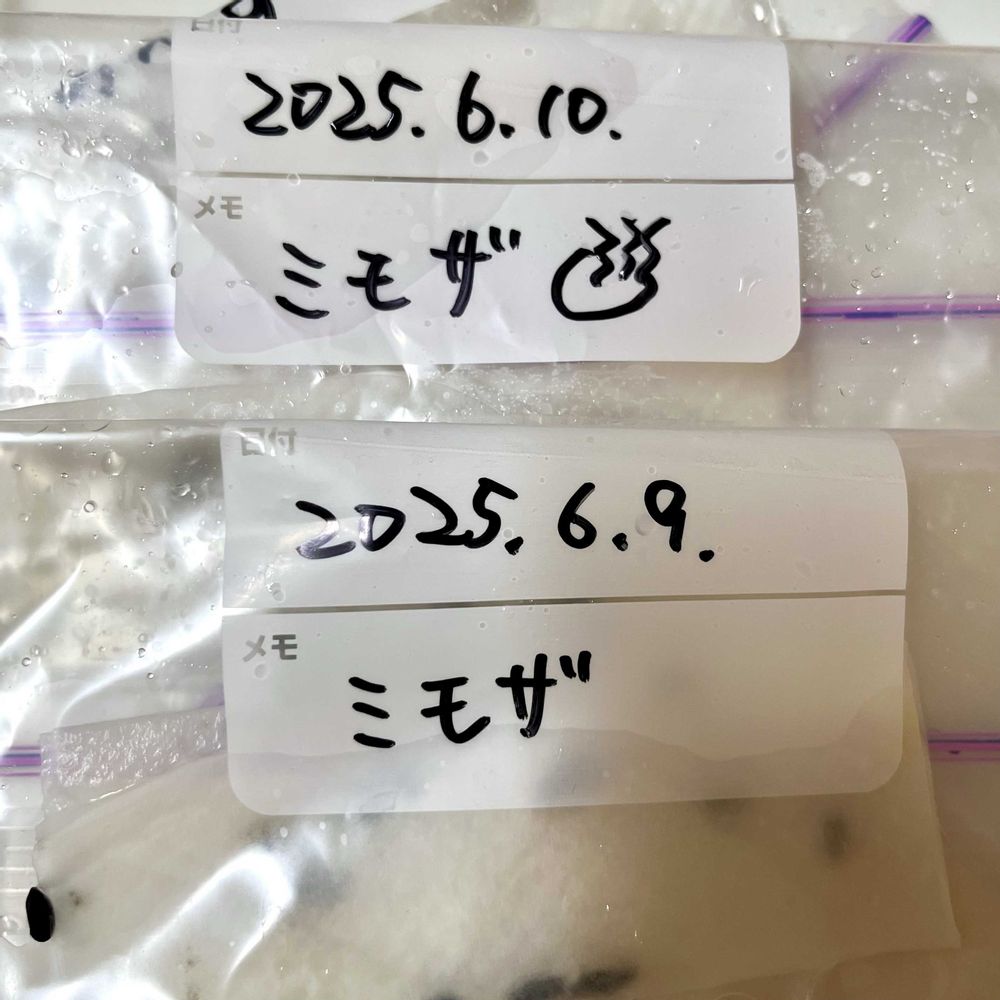 日付
2025.6.10.
メモ
ミモザ ♨
日付
2025.6.9.
メモ
ミモザ